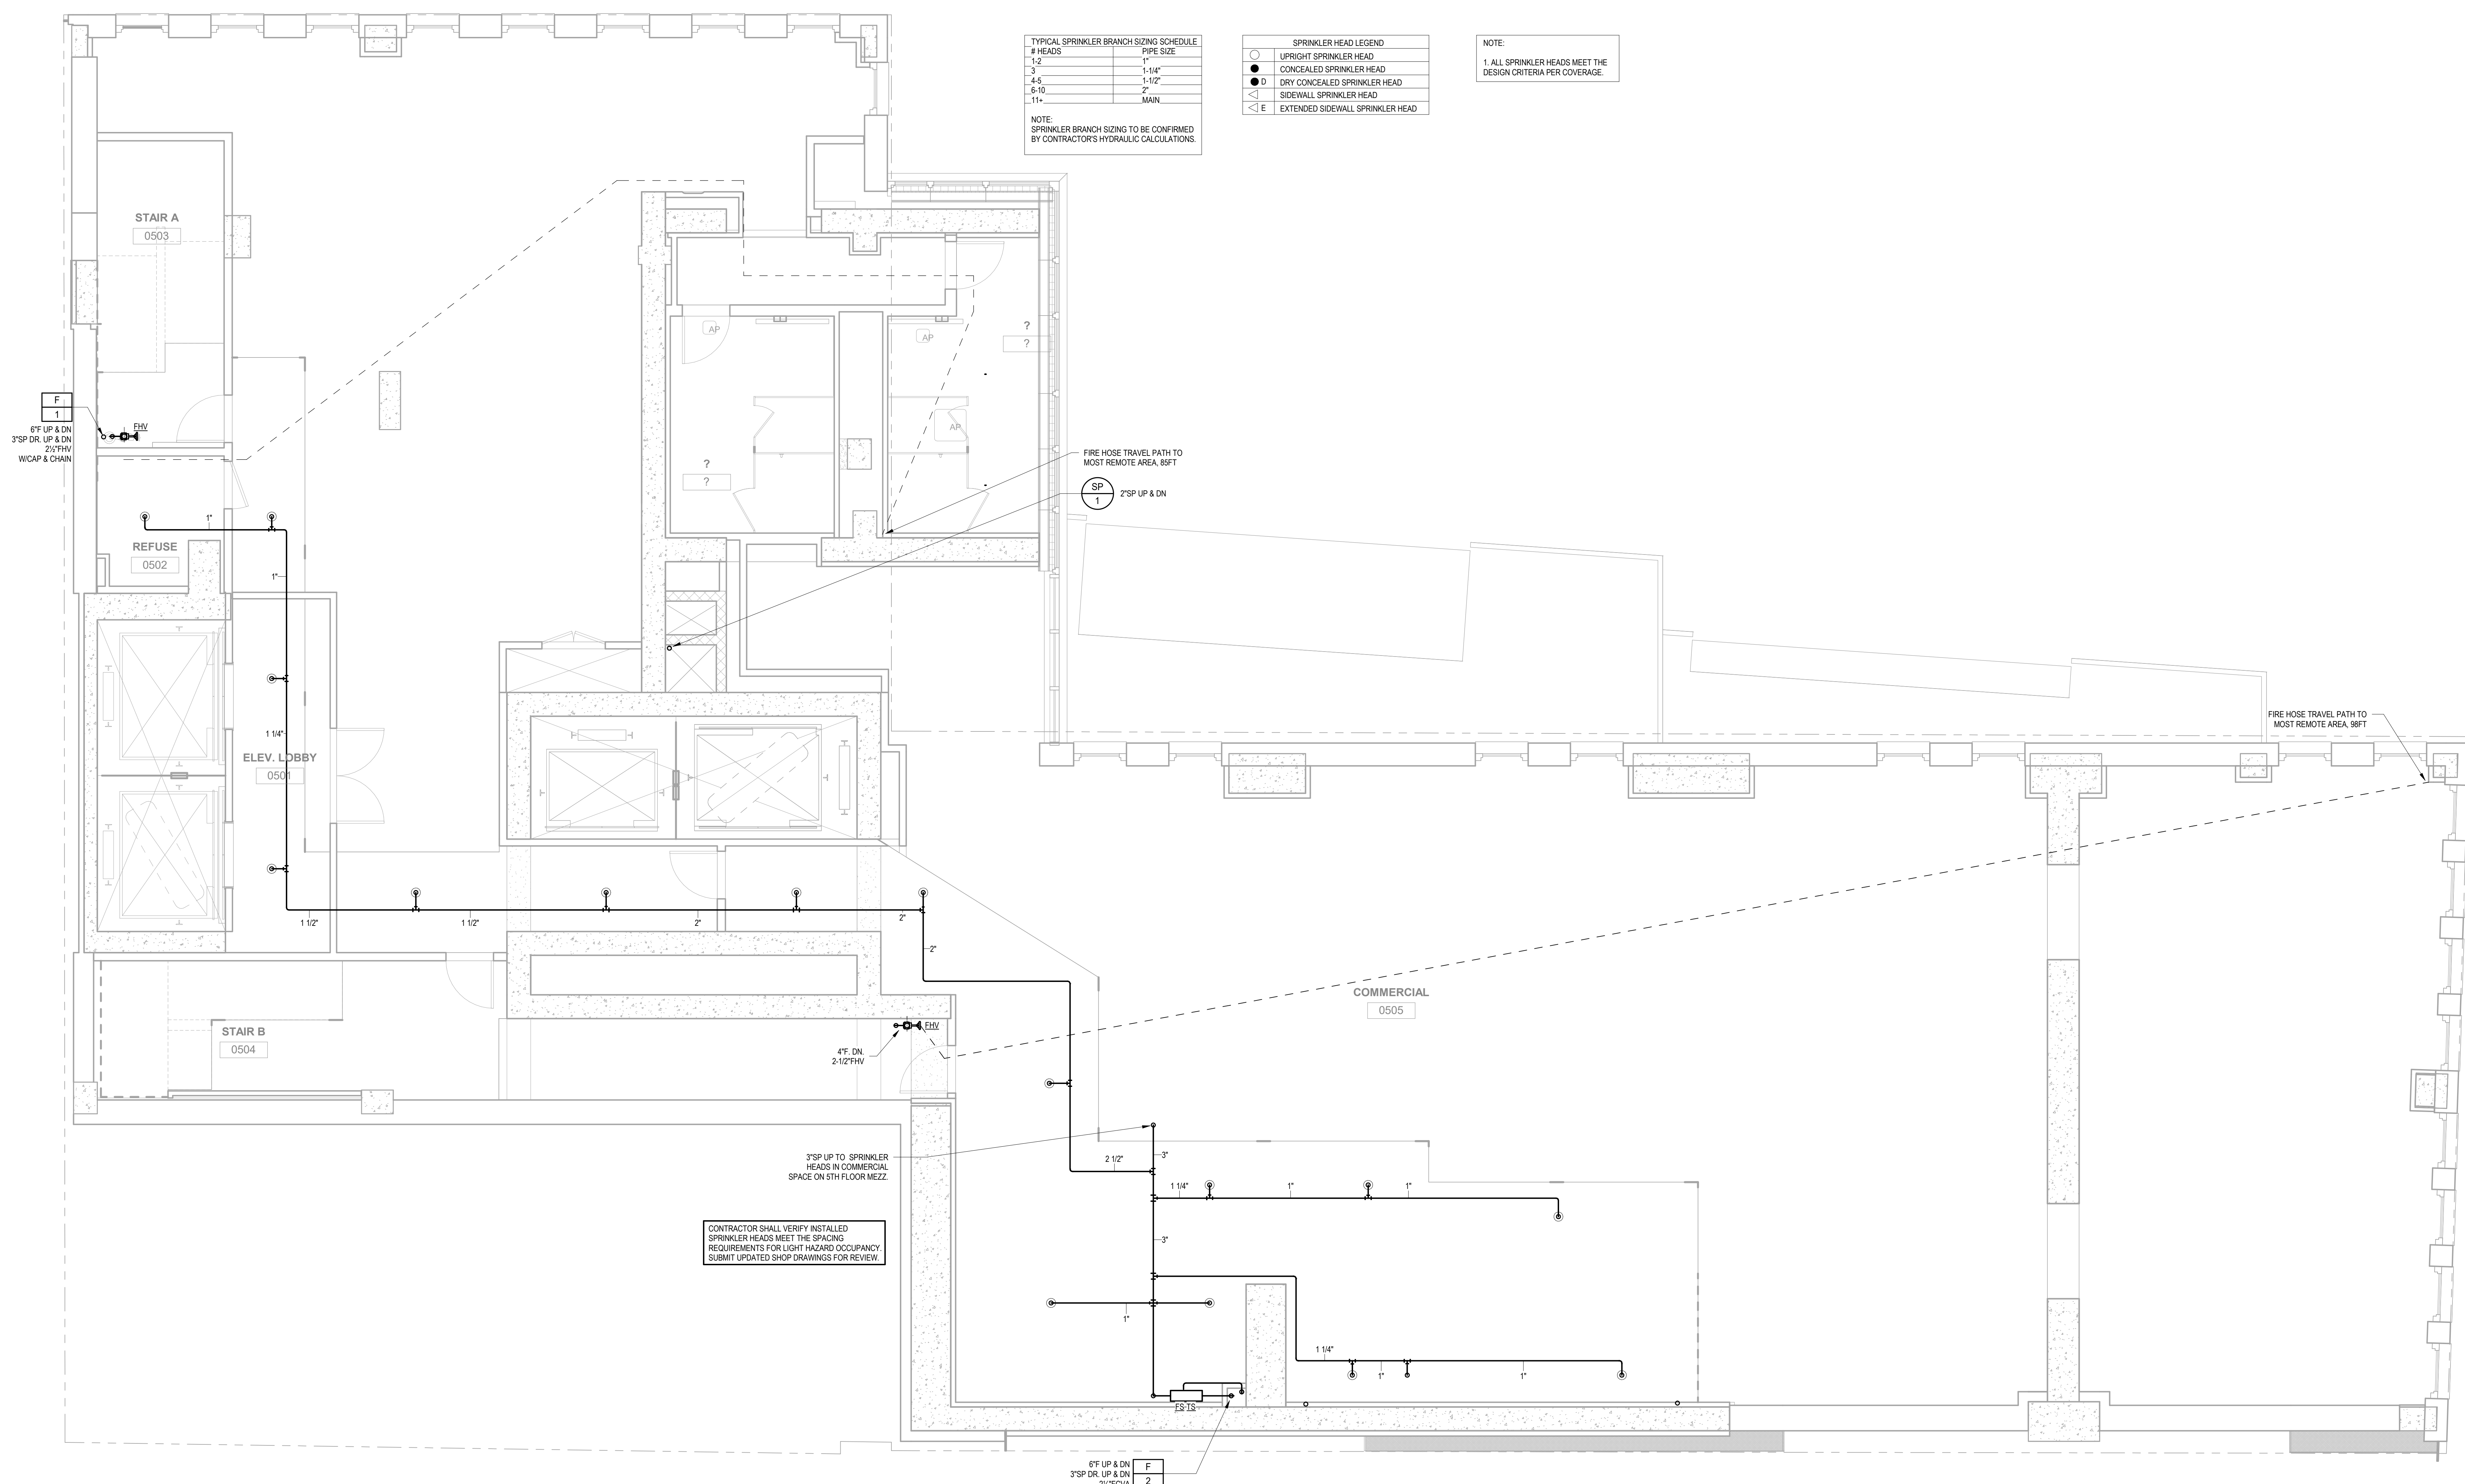 TYPICAL SPRINKLER BRANCH SIZING SCHEDULE
# HEADS PIPE SIZE
1-2 1"
3 1-1/4"
4-5 1-1/2"
6-10 2"
11+ MAIN
NOTE:
SPRINKLER BRANCH SIZING TO BE CONFIRMED
BY CONTRACTOR'S HYDRAULIC CALCULATIONS.
SPRINKLER HEAD LEGEND
UPRIGHT SPRINKLER HEAD
CONCEALED SPRINKLER HEAD
D DRY CONCEALED SPRINKLER HEAD
SIDEWALL SPRINKLER HEAD
E EXTENDED SIDEWALL SPRINKLER HEAD
NOTE:
1. ALL SPRINKLER HEADS MEET THE
DESIGN CRITERIA PER COVERAGE.
STAIR A
0503
AP
AP
?
?
F
1
6"F UP & DN
3"SP DR. UP & DN
2½"FHV
W/CAP & CHAIN
FHV
AP
?
?
FIRE HOSE TRAVEL PATH TO
MOST REMOTE AREA, 85FT
SP
1
2"SP UP & DN
1"
REFUSE
0502
1"
1 1/4"
ELEV. LOBBY
0501
FIRE HOSE TRAVEL PATH TO
MOST REMOTE AREA, 98FT
1 1/2"
1 1/2"
2"
2"
2"
COMMERCIAL
0505
STAIR B
0504
FHV
4"F. DN.
2-1/2"FHV
3"SP UP TO SPRINKLER
HEADS IN COMMERCIAL
SPACE ON 5TH FLOOR MEZZ.
2 1/2"
3"
1 1/4"
1"
1"
CONTRACTOR SHALL VERIFY INSTALLED
SPRINKLER HEADS MEET THE SPACING
REQUIREMENTS FOR LIGHT HAZARD OCCUPANCY.
SUBMIT UPDATED SHOP DRAWINGS FOR REVIEW.
3"
1"
1 1/4"
1"
1"
FS TS
6"F UP & DN
3"SP DR. UP & DN
F
2